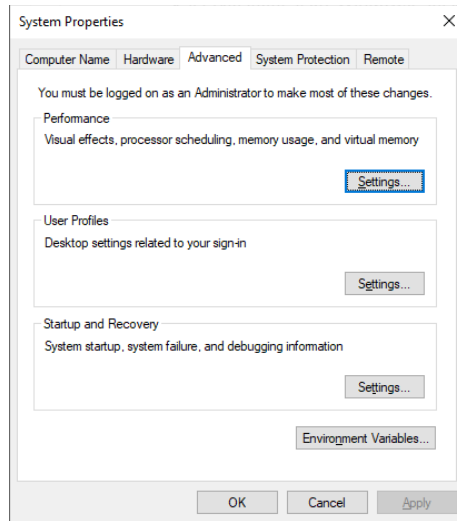 System Properties
Computer Name Hardware Advanced System Protection Remote
You must be logged on as an Administrator to make most of these changes.
Performance
Visual effects, processor scheduling, memory usage, and virtual memory
Settings...
User Profiles
Desktop settings related to your sign-in
Settings...
Startup and Recovery
System startup, system failure, and debugging information
Settings...
Environment Variables...
OK Cancel Apply